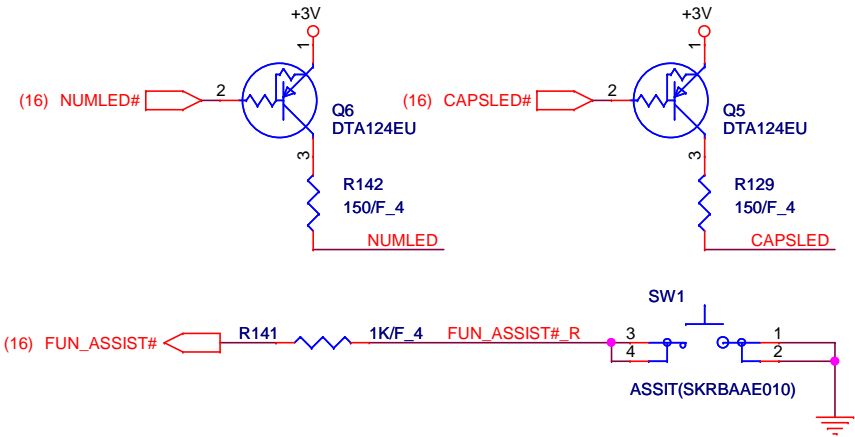 +3V
+3V
1
1
(16) NUMLED#
2
(16) CAPSLED#
2
Q6
DTA124EU
Q5
DTA124EU
3
3
R142
150/F_4
R129
150/F_4
NUMLED
CAPSLED
SW1
(16) FUN_ASSIST#
R141
1K/F_4
FUN_ASSIST#_R
3
1
4
2
ASSIT(SKRBAAE010)